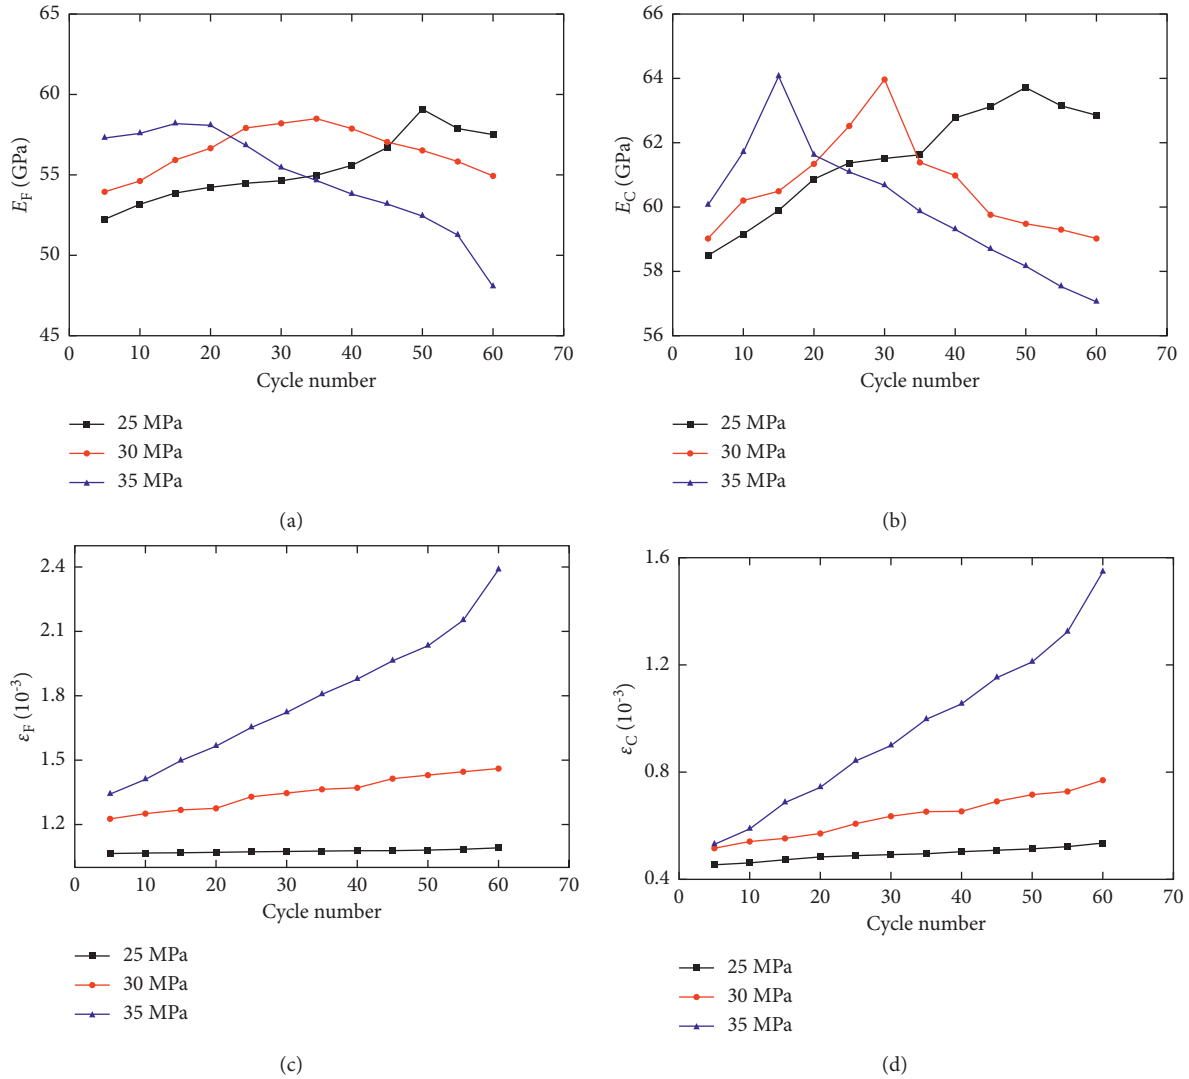 65
60
55
50
45
E_F (GPa)
0 10 20 30 40 50 60 70
Cycle number
25 MPa
30 MPa
35 MPa
(a)
66
64
62
60
58
56
E_C (GPa)
0 10 20 30 40 50 60 70
Cycle number
25 MPa
30 MPa
35 MPa
(b)
2.4
2.1
1.8
1.5
1.2
ε_F (10⁻³)
0 10 20 30 40 50 60 70
Cycle number
25 MPa
30 MPa
35 MPa
(c)
1.6
1.2
0.8
0.4
ε_C (10⁻³)
0 10 20 30 40 50 60 70
Cycle number
25 MPa
30 MPa
35 MPa
(d)